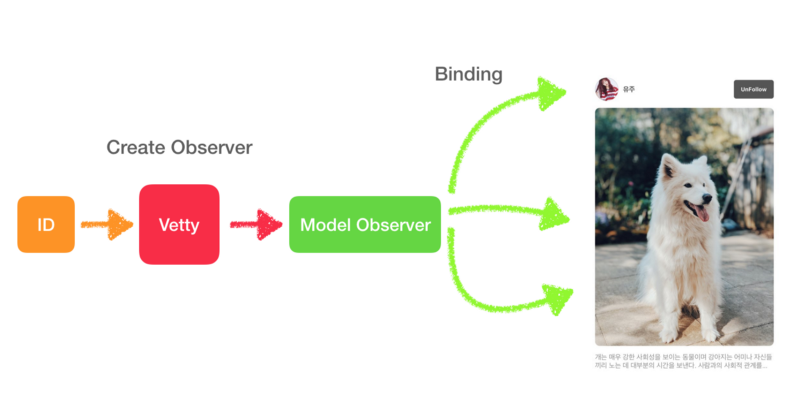 Binding
Create Observer
ID
Vetty
Model Observer
뮤주
UnFollow
개는 매우 강한 사회성을 보이는 동물이며 강아지는 어미나 자신들
끼리 노는 데 대부분의 시간을 보낸다. 사람과의 사회적 관계를...